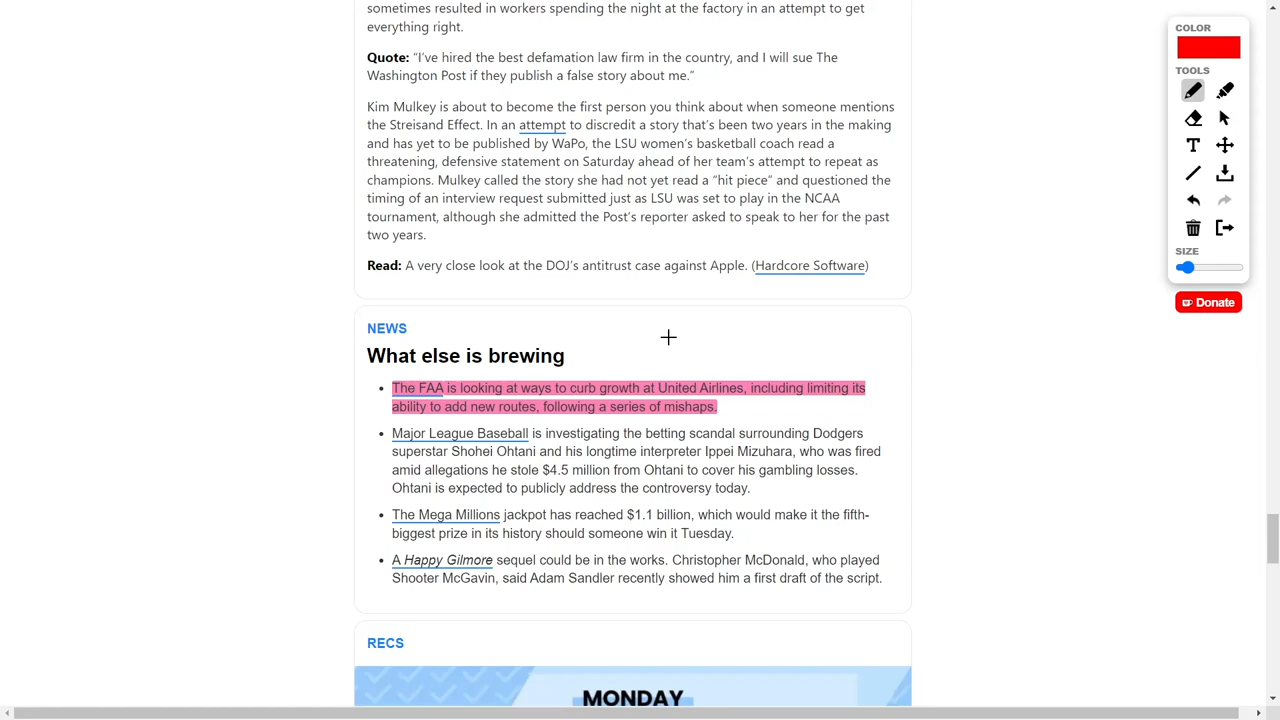 sometimes resulted in workers spending the night at the factory in an attempt to get
everything right.
Quote: “I’ve hired the best defamation law firm in the country, and I will sue The
Washington Post if they publish a false story about me.”
Kim Mulkey is about to become the first person you think about when someone mentions
the Streisand Effect. In an attempt to discredit a story that’s been two years in the making
and has yet to be published by WaPo, the LSU women’s basketball coach read a
threatening, defensive statement on Saturday ahead of her team’s attempt to repeat as
champions. Mulkey called the story she had not yet read a “hit piece” and questioned the
timing of an interview request submitted just as LSU was set to play in the NCAA
tournament, although she admitted the Post’s reporter asked to speak to her for the past
two years.
Read: A very close look at the DOJ’s antitrust case against Apple. (Hardcore Software)
NEWS
What else is brewing
• The FAA is looking at ways to curb growth at United Airlines, including limiting its
ability to add new routes, following a series of mishaps.
• Major League Baseball is investigating the betting scandal surrounding Dodgers
superstar Shohei Ohtani and his longtime interpreter Ippei Mizuhara, who was fired
amid allegations he stole $4.5 million from Ohtani to cover his gambling losses.
Ohtani is expected to publicly address the controversy today.
• The Mega Millions jackpot has reached $1.1 billion, which would make it the fifth-
biggest prize in its history should someone win it Tuesday.
• A Happy Gilmore sequel could be in the works. Christopher McDonald, who played
Shooter McGavin, said Adam Sandler recently showed him a first draft of the script.
RECS
MONDAY
COLOR
TOOLS
T
SIZE
Donate